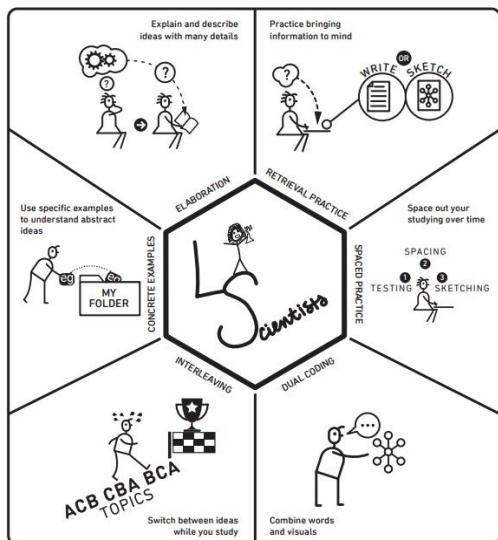 Explain and describe
ideas with many details
?
?
Practice bringing
information to mind
?
OR
WRITE
SKETCH
ELABORATION
RETRIEVAL PRACTICE
Use specific examples
to understand abstract
ideas
eg
eg
MY
FOLDER
CONCRETE EXAMPLES
LS
cientists
SPACED PRACTICE
Space out your
studying over time
SPACING
2
1
3
TESTING
SKETCHING
INTERLEAVING
DUAL CODING
ACB CBA BCA
TOPICS
Switch between ideas
while you study
Combine words
and visuals